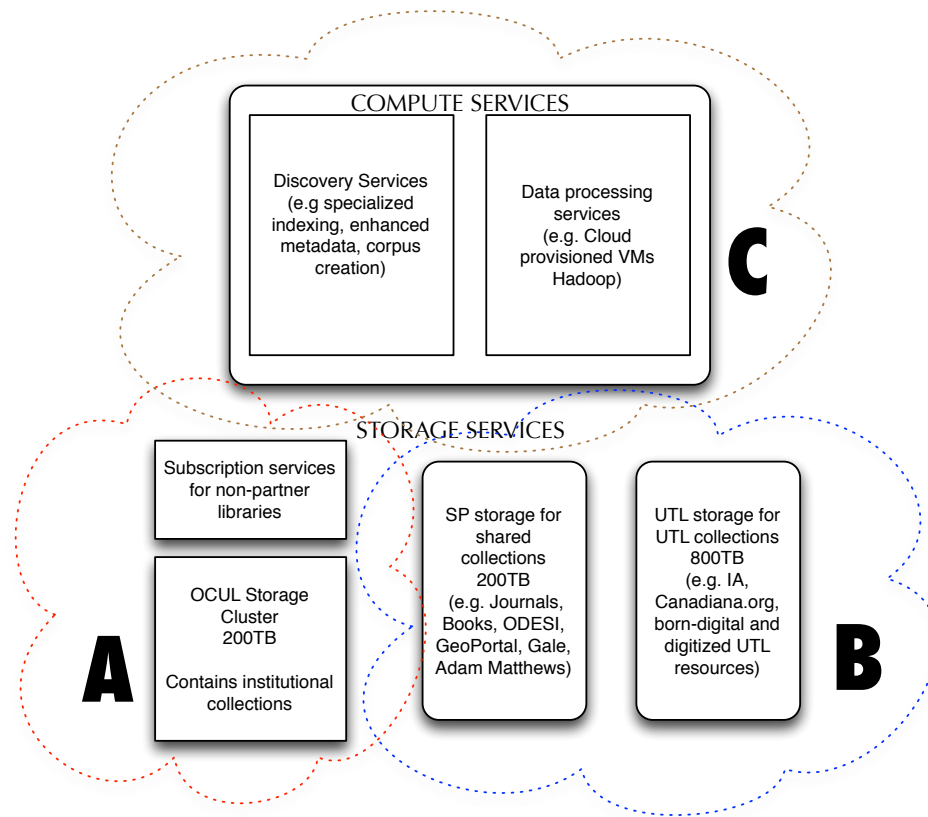 COMPUTE SERVICES
Discovery Services
(e.g specialized
indexing, enhanced
metadata, corpus
creation)
Data processing
services
(e.g. Cloud
provisioned VMs
Hadoop)
C
STORAGE SERVICES
Subscription services
for non-partner
libraries
OCUL Storage
Cluster
200TB
Contains institutional
collections
A
SP storage for
shared
collections
200TB
(e.g. Journals,
Books, ODESI,
GeoPortal, Gale,
Adam Matthews)
UTL storage for
UTL collections
800TB
(e.g. IA,
Canadiana.org,
born-digital and
digitized UTL
resources)
B